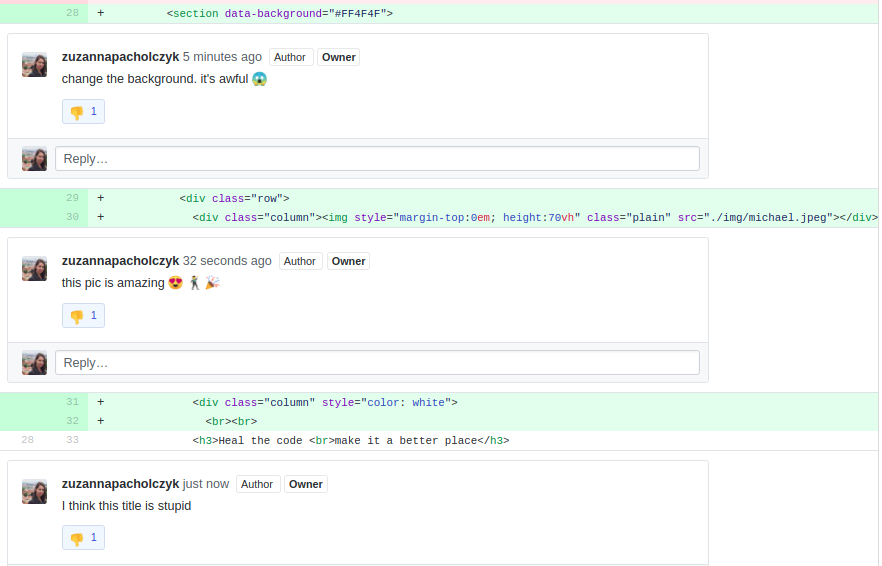 28 + <section data-background="#FF4F4F">
zuzannapacholczyk 5 minutes ago Author Owner
change the background. it's awful 😱
👎 1
Reply…
29 + <div class="row">
30 + <div class="column"><img style="margin-top:0em; height:70vh" class="plain" src="./img/michael.jpeg"></div>
zuzannapacholczyk 32 seconds ago Author Owner
this pic is amazing 😍 🕺 🎉
👎 1
Reply…
31 + <div class="column" style="color: white">
32 + <br><br>
28 33 <h3>Heal the code <br>make it a better place</h3>
zuzannapacholczyk just now Author Owner
I think this title is stupid
👎 1